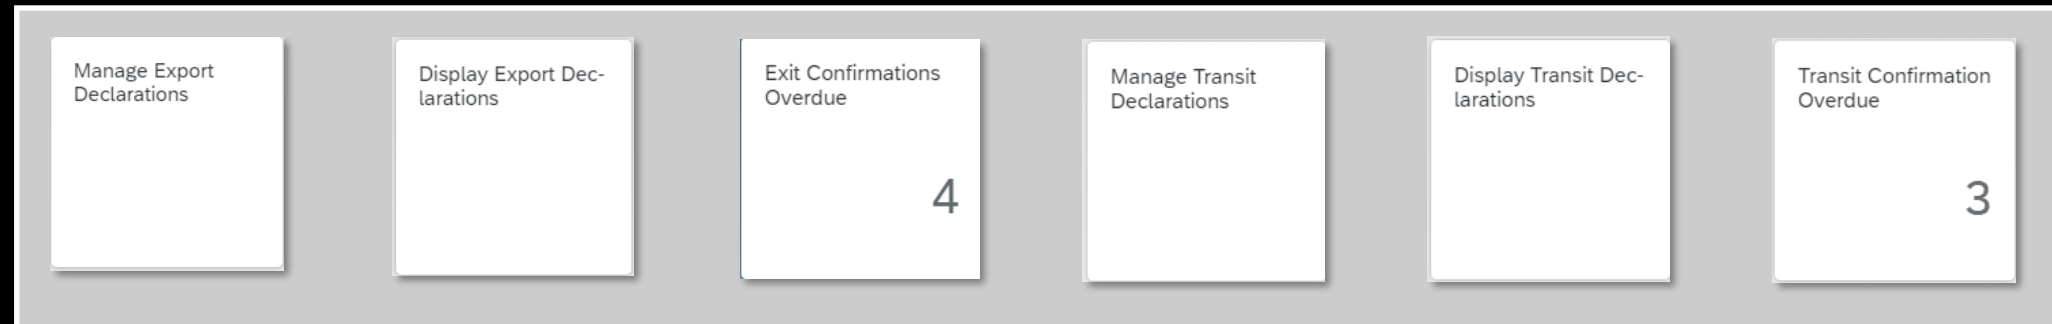 Manage Export
Declarations
Display Export Dec-
larations
Exit Confirmations
Overdue
4
Manage Transit
Declarations
Display Transit Dec-
larations
Transit Confirmation
Overdue
3